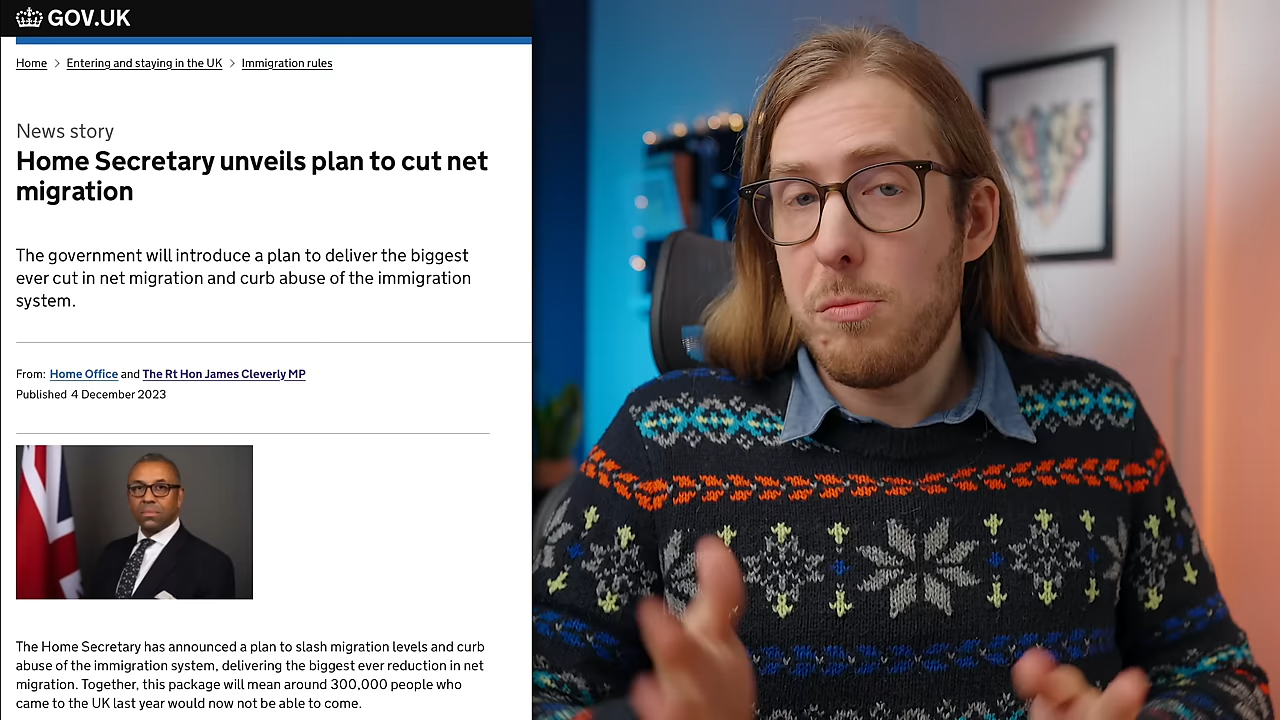 GOV.UK
Home > Entering and staying in the UK > Immigration rules
News story
Home Secretary unveils plan to cut net
migration
The government will introduce a plan to deliver the biggest
ever cut in net migration and curb abuse of the immigration
system.
From: Home Office and The Rt Hon James Cleverly MP
Published 4 December 2023
The Home Secretary has announced a plan to slash migration levels and curb
abuse of the immigration system, delivering the biggest ever reduction in net
migration. Together, this package will mean around 300,000 people who
came to the UK last year would now not be able to come.